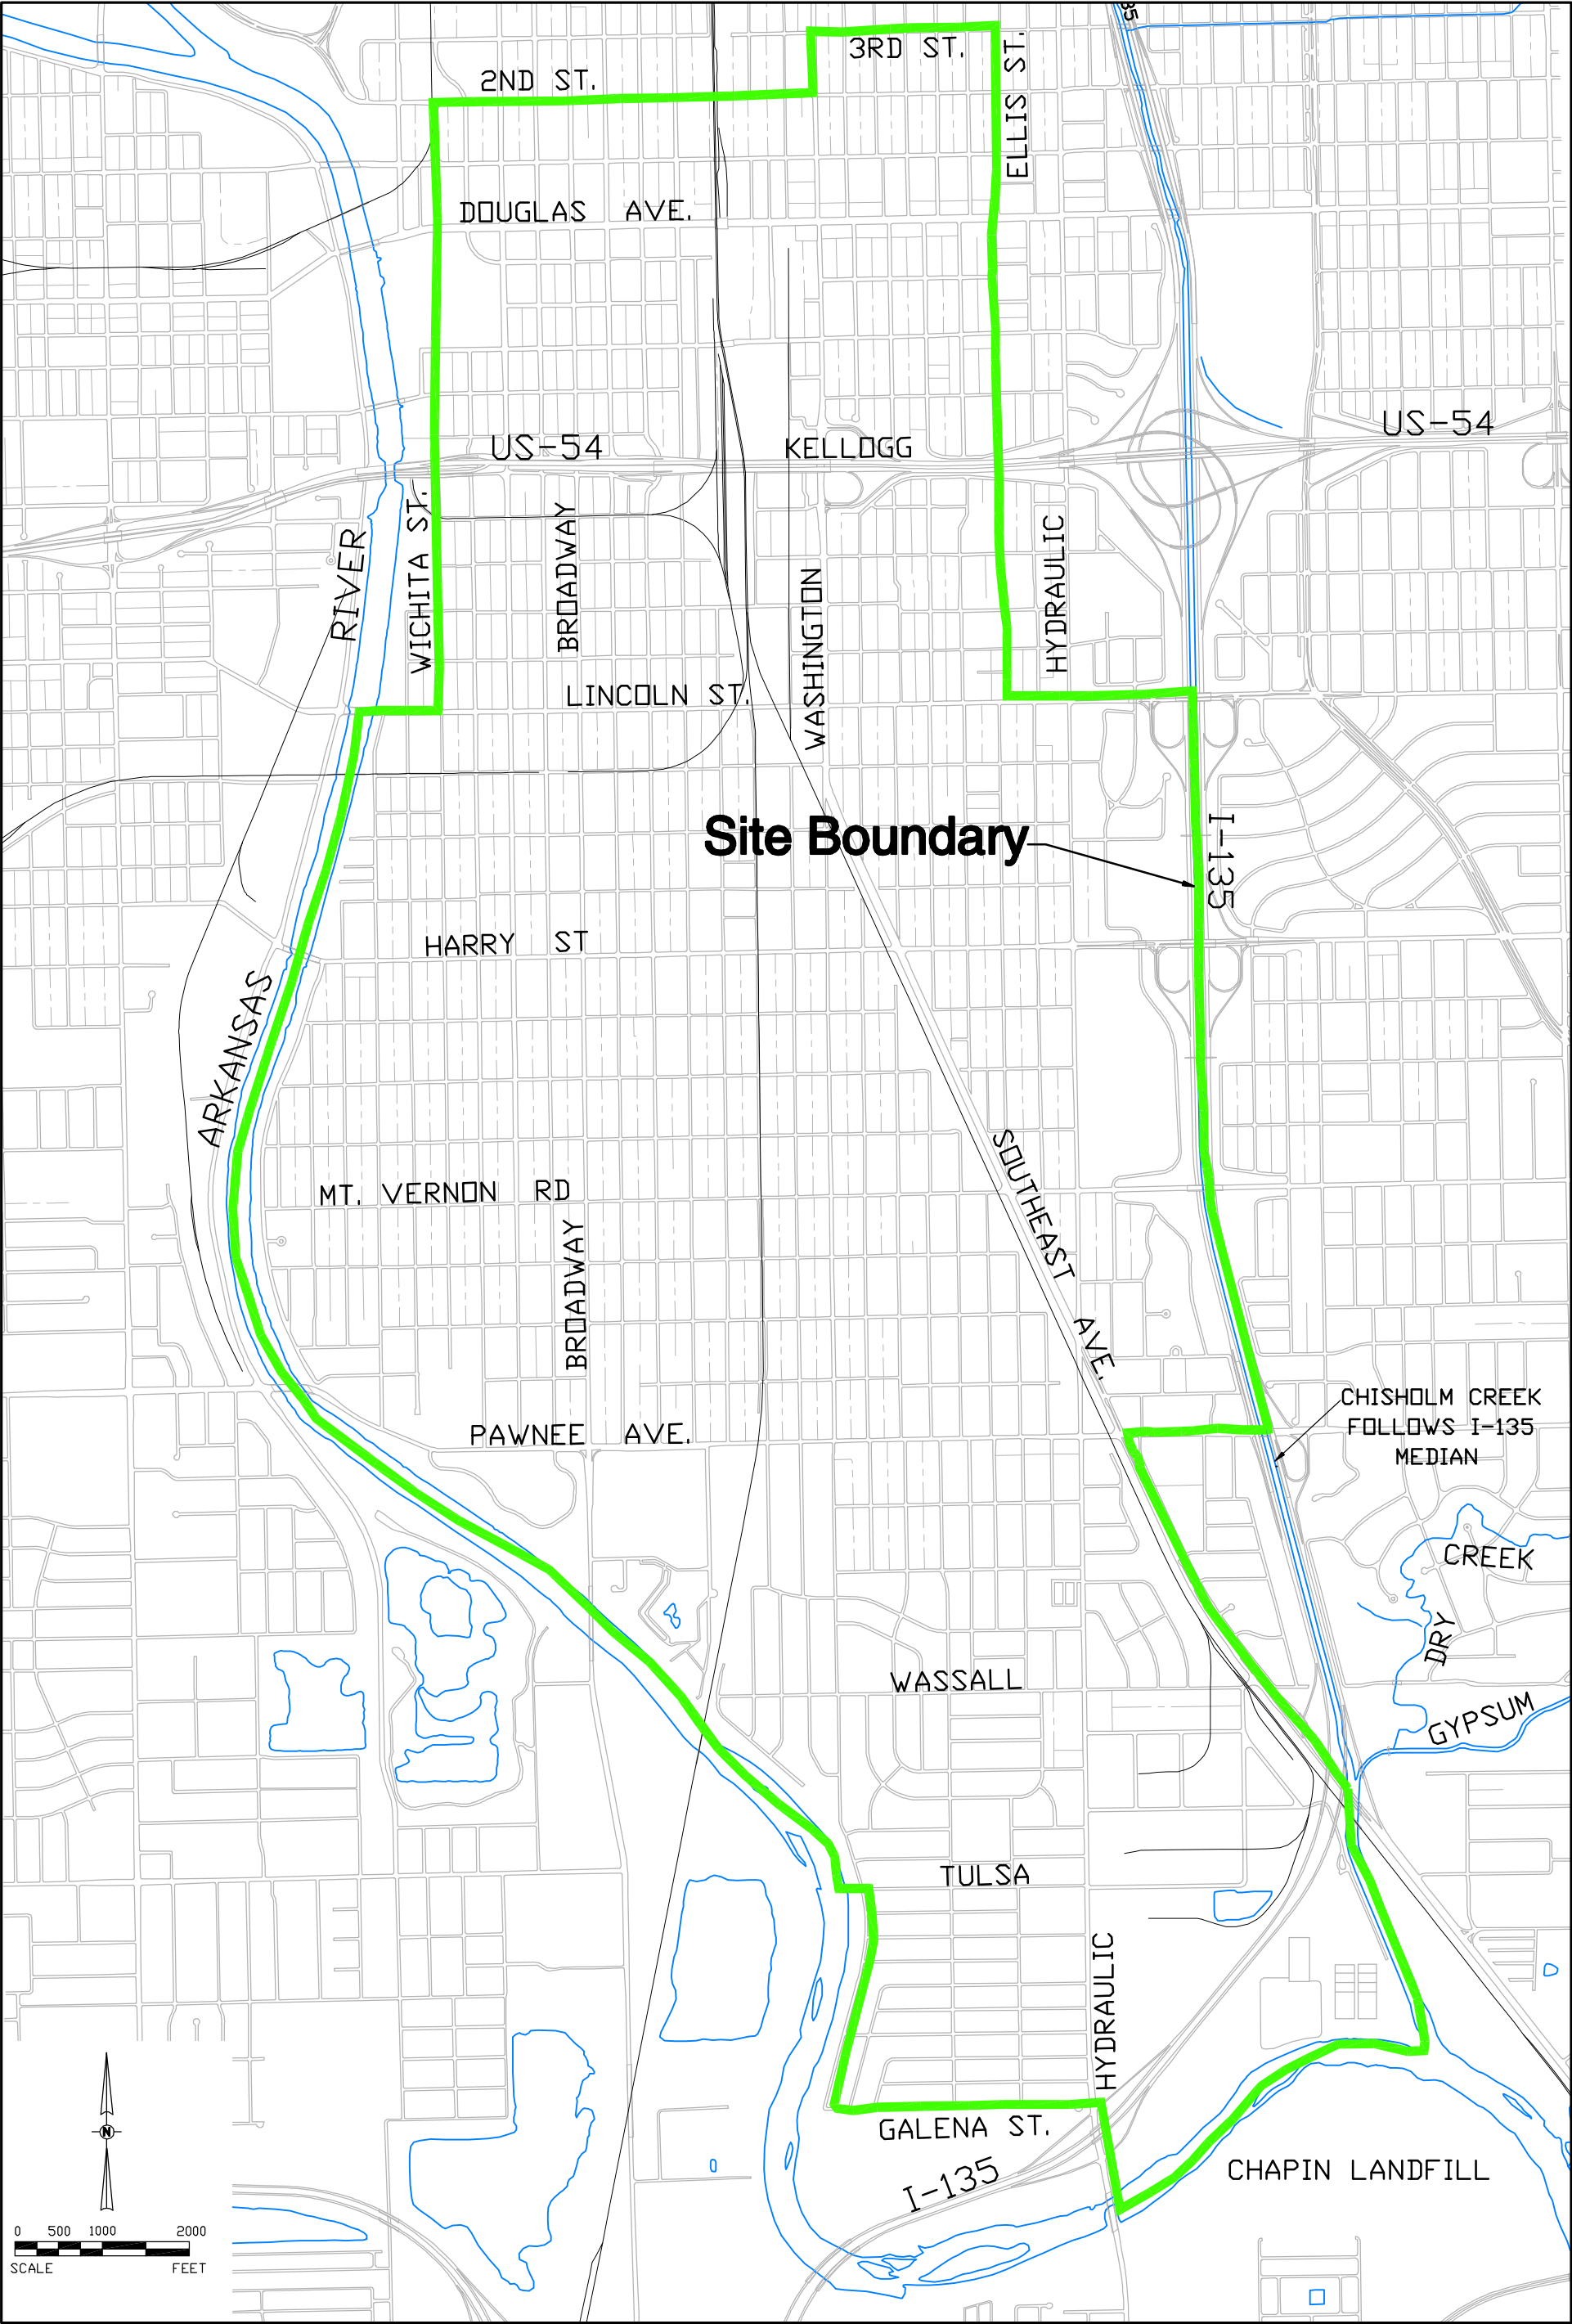 35
3RD ST.
2ND ST.
ELLIS ST.
DOUGLAS AVE.
US-54
US-54
KELLOGG
WICHITA ST.
BROADWAY
HYDRAULIC
RIVER
WASHINGTON
LINCOLN ST.
Site Boundary
I-135
HARRY ST
ARKANSAS
SOUTHEAST AVE.
MT. VERNON RD
BROADWAY
CHISHOLM CREEK
FOLLOWS I-135
MEDIAN
PAWNEE AVE.
CREEK
DRY
WASSALL
GYPSUM
TULSA
HYDRAULIC
GALENA ST.
I-135
CHAPIN LANDFILL
N
0 500 1000 2000
SCALE FEET